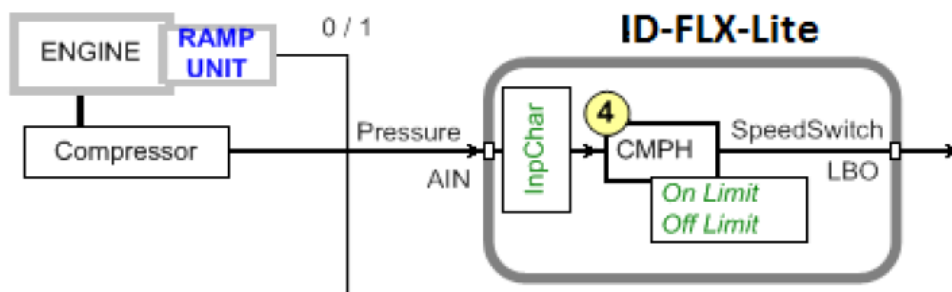 ID-FLX-Lite
0 / 1
ENGINE
RAMP
UNIT
Compressor
Pressure
AIN
InpChar
4
CMPH
SpeedSwitch
LBO
On Limit
Off Limit